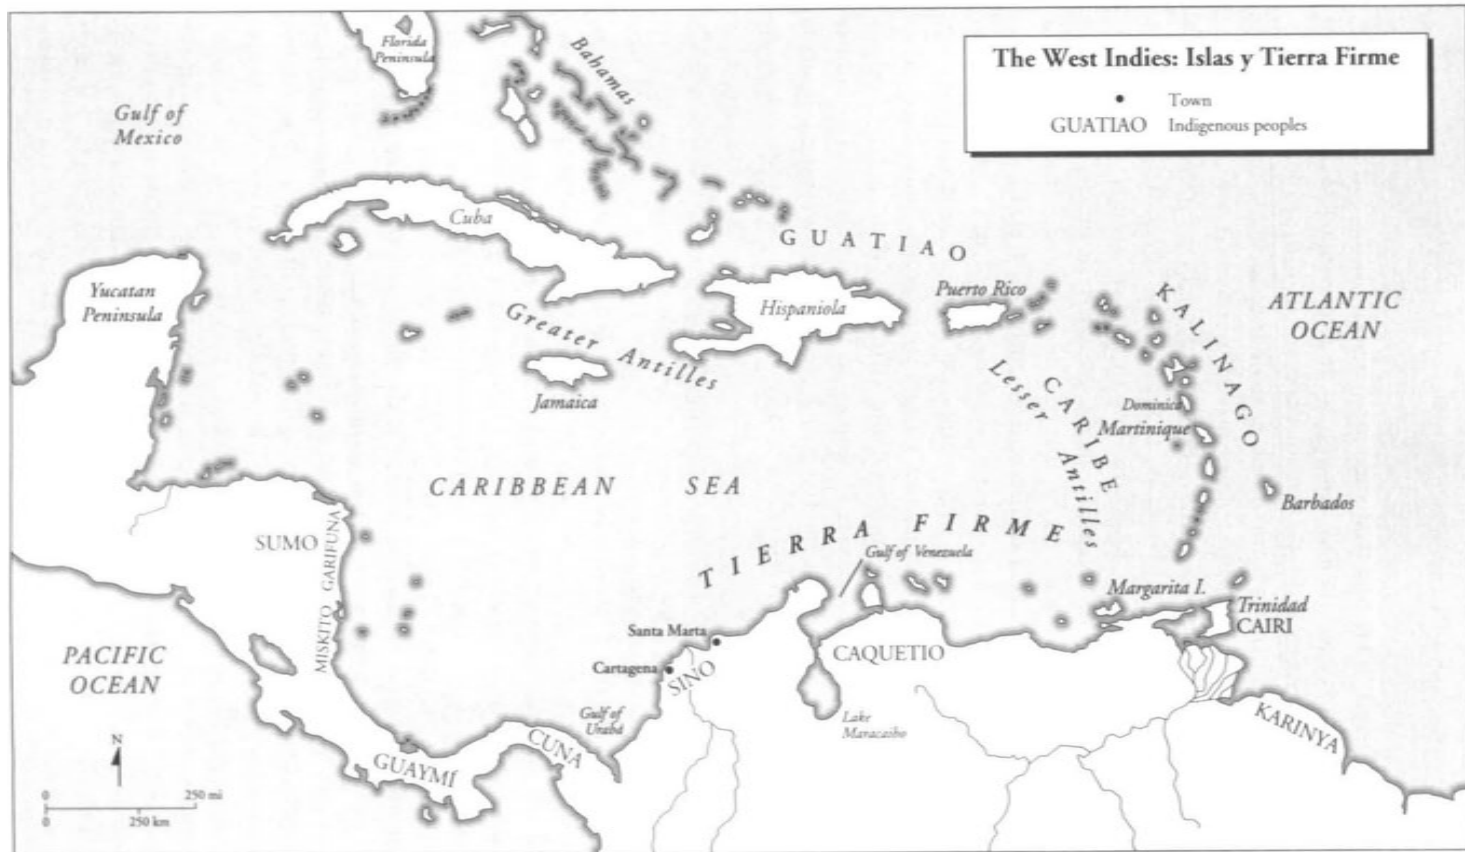 The West Indies: Islas y Tierra Firme
• Town
GUATIAO Indigenous peoples
Florida
Peninsula
Bahamas
Gulf of
Mexico
Cuba
GUATIAO
Yucatan
Peninsula
Hispaniola
Puerto Rico
KALINAGO
ATLANTIC
OCEAN
Greater Antilles
Jamaica
Lesser Antilles
CARIBE
Dominica
Martinique
CARIBBEAN SEA
Barbados
TIERRA FIRME
Gulf of Venezuela
SUMO
MISKITO GARIFUNA
Margarita I.
Trinidad
CAIRI
Santa Marta
Cartagena
SINO
CAQUETIO
PACIFIC
OCEAN
Gulf of
Urabá
Lake
Maracaibo
KARINYA
CUNA
GUAYMÍ
N
0 250 mi
0 250 km